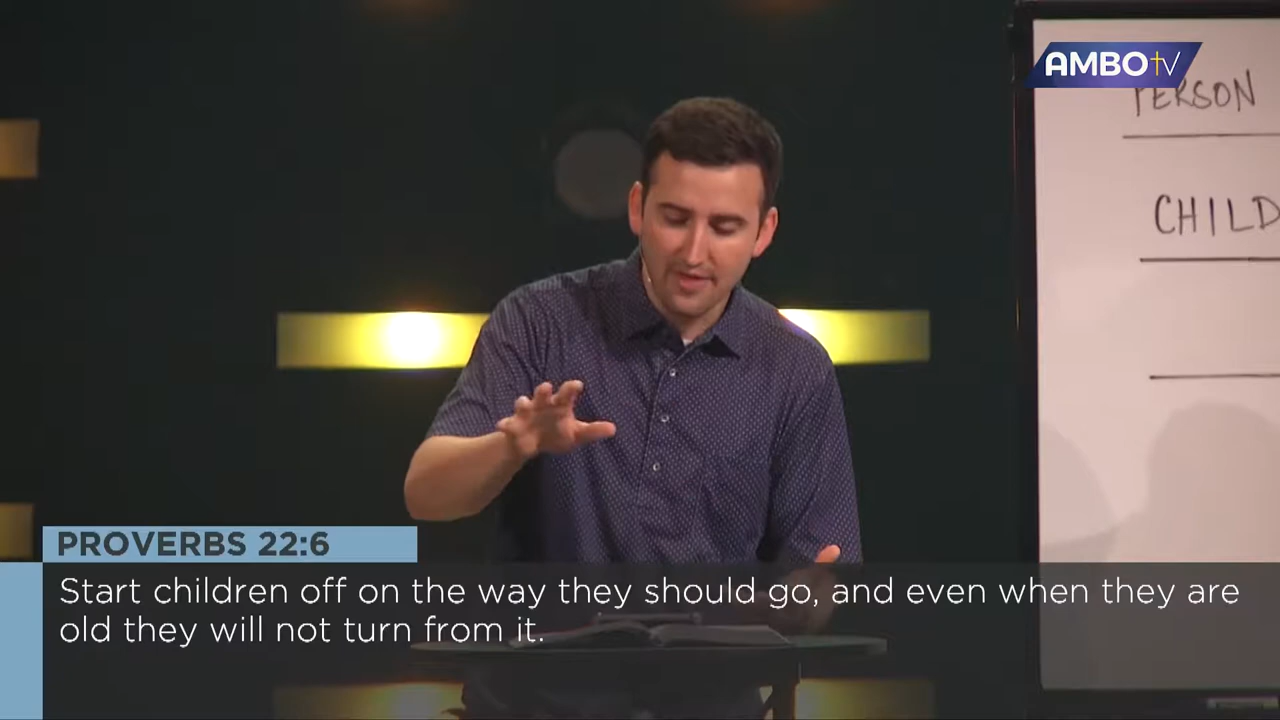 AMBOTV
PERSON
CHILD
PROVERBS 22:6
Start children off on the way they should go, and even when they are
old they will not turn from it.